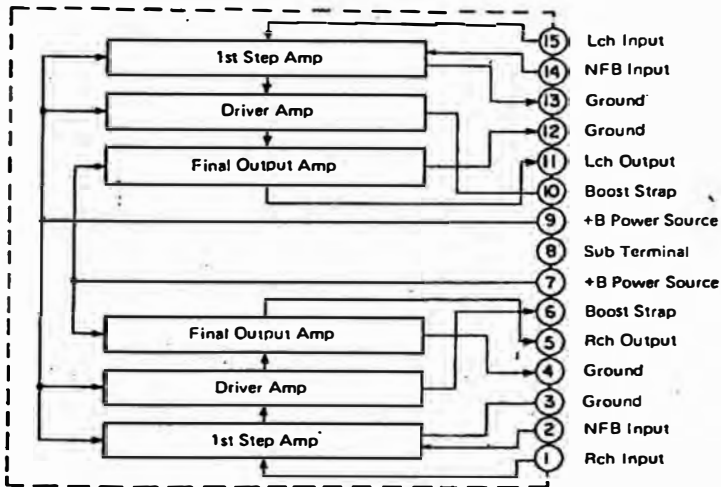 1st Step Amp
Driver Amp
Final Output Amp
Final Output Amp
Driver Amp
1st Step Amp
15 Lch Input
14 NFB Input
13 Ground
12 Ground
11 Lch Output
10 Boost Strap
9 +B Power Source
8 Sub Terminal
7 +B Power Source
6 Boost Strap
5 Rch Output
4 Ground
3 Ground
2 NFB Input
1 Rch Input